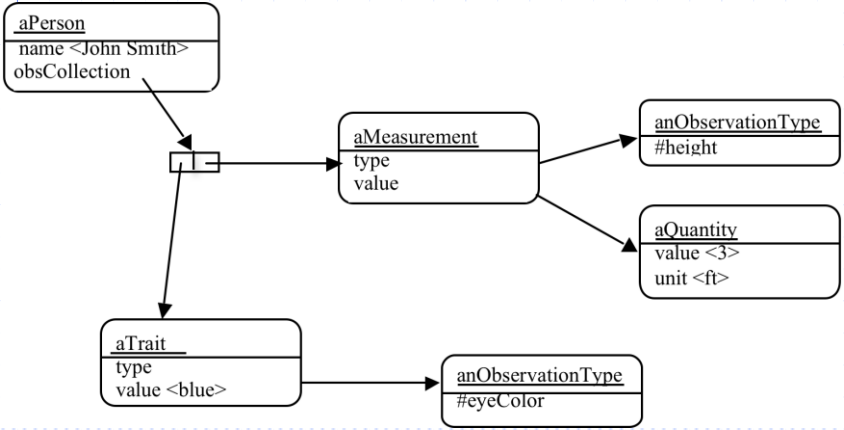 aPerson
name <John Smith>
obsCollection
aMeasurement
type
value
anObservationType
#height
aQuantity
value <3>
unit <ft>
aTrait
type
value <blue>
anObservationType
#eyeColor